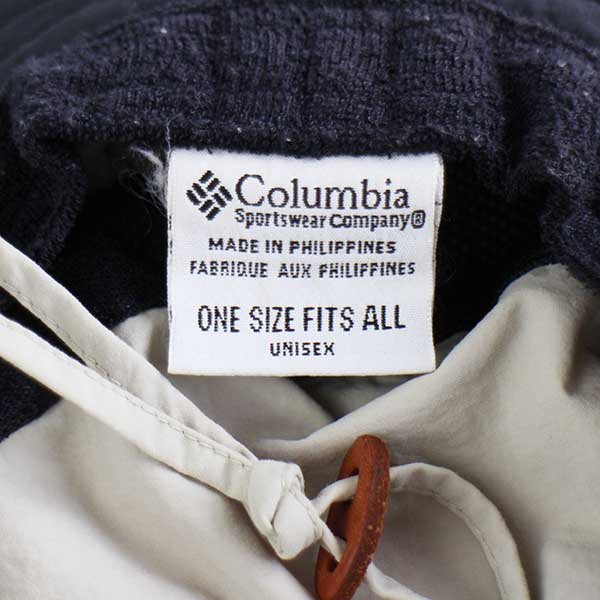 Columbia
Sportswear Company®
MADE IN PHILIPPINES
FABRIQUE AUX PHILIPPINES
ONE SIZE FITS ALL
UNISEX